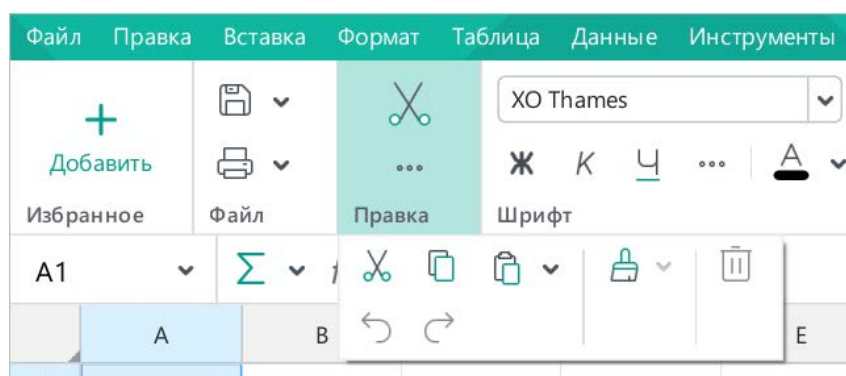 Файл Правка Вставка Формат Таблица Данные Инструменты
XO Thames
Добавить
Ж К Ч А
Избранное Файл Правка Шрифт
A1
A B E